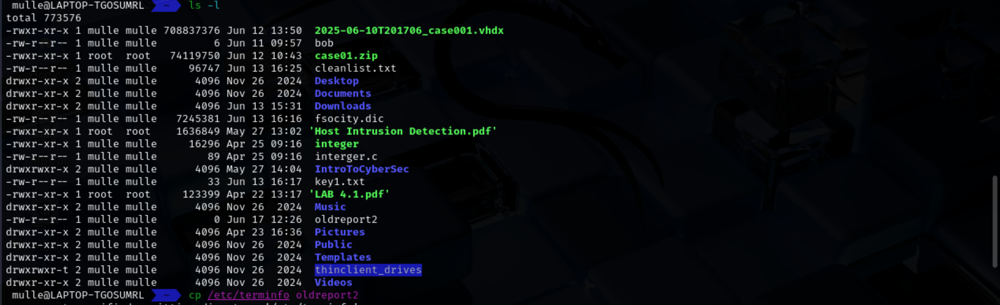 mulle@LAPTOP-TGOSUMRL ~ ls -l
total 773576
-rwxr-xr-x 1 mulle mulle 708837376 Jun 12 13:50  2025-06-10T201706_case001.vhdx
-rw-r--r-- 1 mulle mulle         6 Jun 11 09:57  bob
-rwxr-xr-x 1 root  root   74119750 Jun 12 10:43  case01.zip
-rw-r--r-- 1 mulle mulle     96747 Jun 13 16:25  cleanlist.txt
drwxr-xr-x 2 mulle mulle      4096 Nov 26  2024  Desktop
drwxr-xr-x 2 mulle mulle      4096 Nov 26  2024  Documents
drwxr-xr-x 2 mulle mulle      4096 Jun 13 15:31  Downloads
-rw-r--r-- 1 mulle mulle   7245381 Jun 13 16:16  fsocity.dic
-rwxr-xr-x 1 root  root    1636849 May 27 13:02 'Host Intrusion Detection.pdf'
-rwxr-xr-x 1 mulle mulle     16296 Apr 25 09:16  integer
-rw-r--r-- 1 mulle mulle        89 Apr 25 09:16  interger.c
drwxrwxr-x 2 mulle mulle      4096 May 27 14:04  IntroToCyberSec
-rw-r--r-- 1 mulle mulle        33 Jun 13 16:17  key1.txt
-rwxr-xr-x 1 root  root     123399 Apr 22 13:17 'LAB 4.1.pdf'
drwxr-xr-x 2 mulle mulle      4096 Nov 26  2024  Music
-rw-r--r-- 1 mulle mulle         0 Jun 17 12:26  oldreport2
drwxr-xr-x 2 mulle mulle      4096 Apr 23 16:36  Pictures
drwxr-xr-x 2 mulle mulle      4096 Nov 26  2024  Public
drwxr-xr-x 2 mulle mulle      4096 Nov 26  2024  Templates
drwxrwxr-t 2 mulle mulle      4096 Nov 26  2024  thinclient_drives
drwxr-xr-x 2 mulle mulle      4096 Nov 26  2024  Videos
mulle@LAPTOP-TGOSUMRL ~ cp /etc/terminfo oldreport2